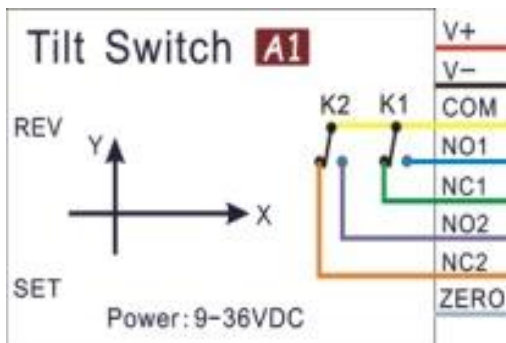 Tilt Switch A1
REV
Y
X
SET
Power: 9-36VDC
K2 K1
V+
V-
COM
NO1
NC1
NO2
NC2
ZERO